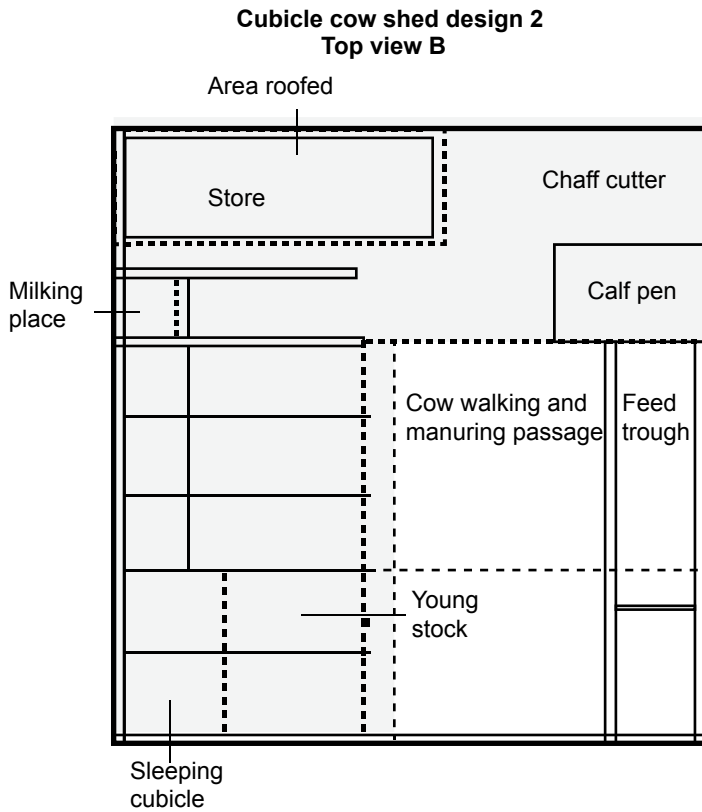 Cubicle cow shed design 2
Top view B
Area roofed
Chaff cutter
Store
Calf pen
Milking
place
Cow walking and
manuring passage
Feed
trough
Young
stock
Sleeping
cubicle